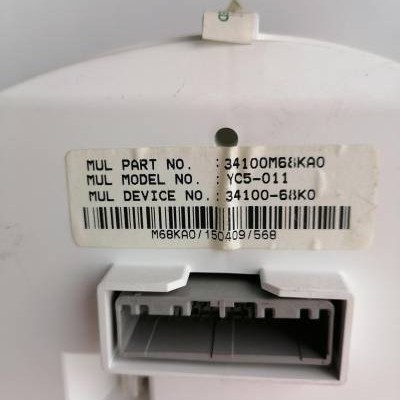 MUL PART NO. :34100M68KA0
MUL MODEL NO. :YC5-011
MUL DEVICE NO.:34100-68K0
M68KA0/150409/568